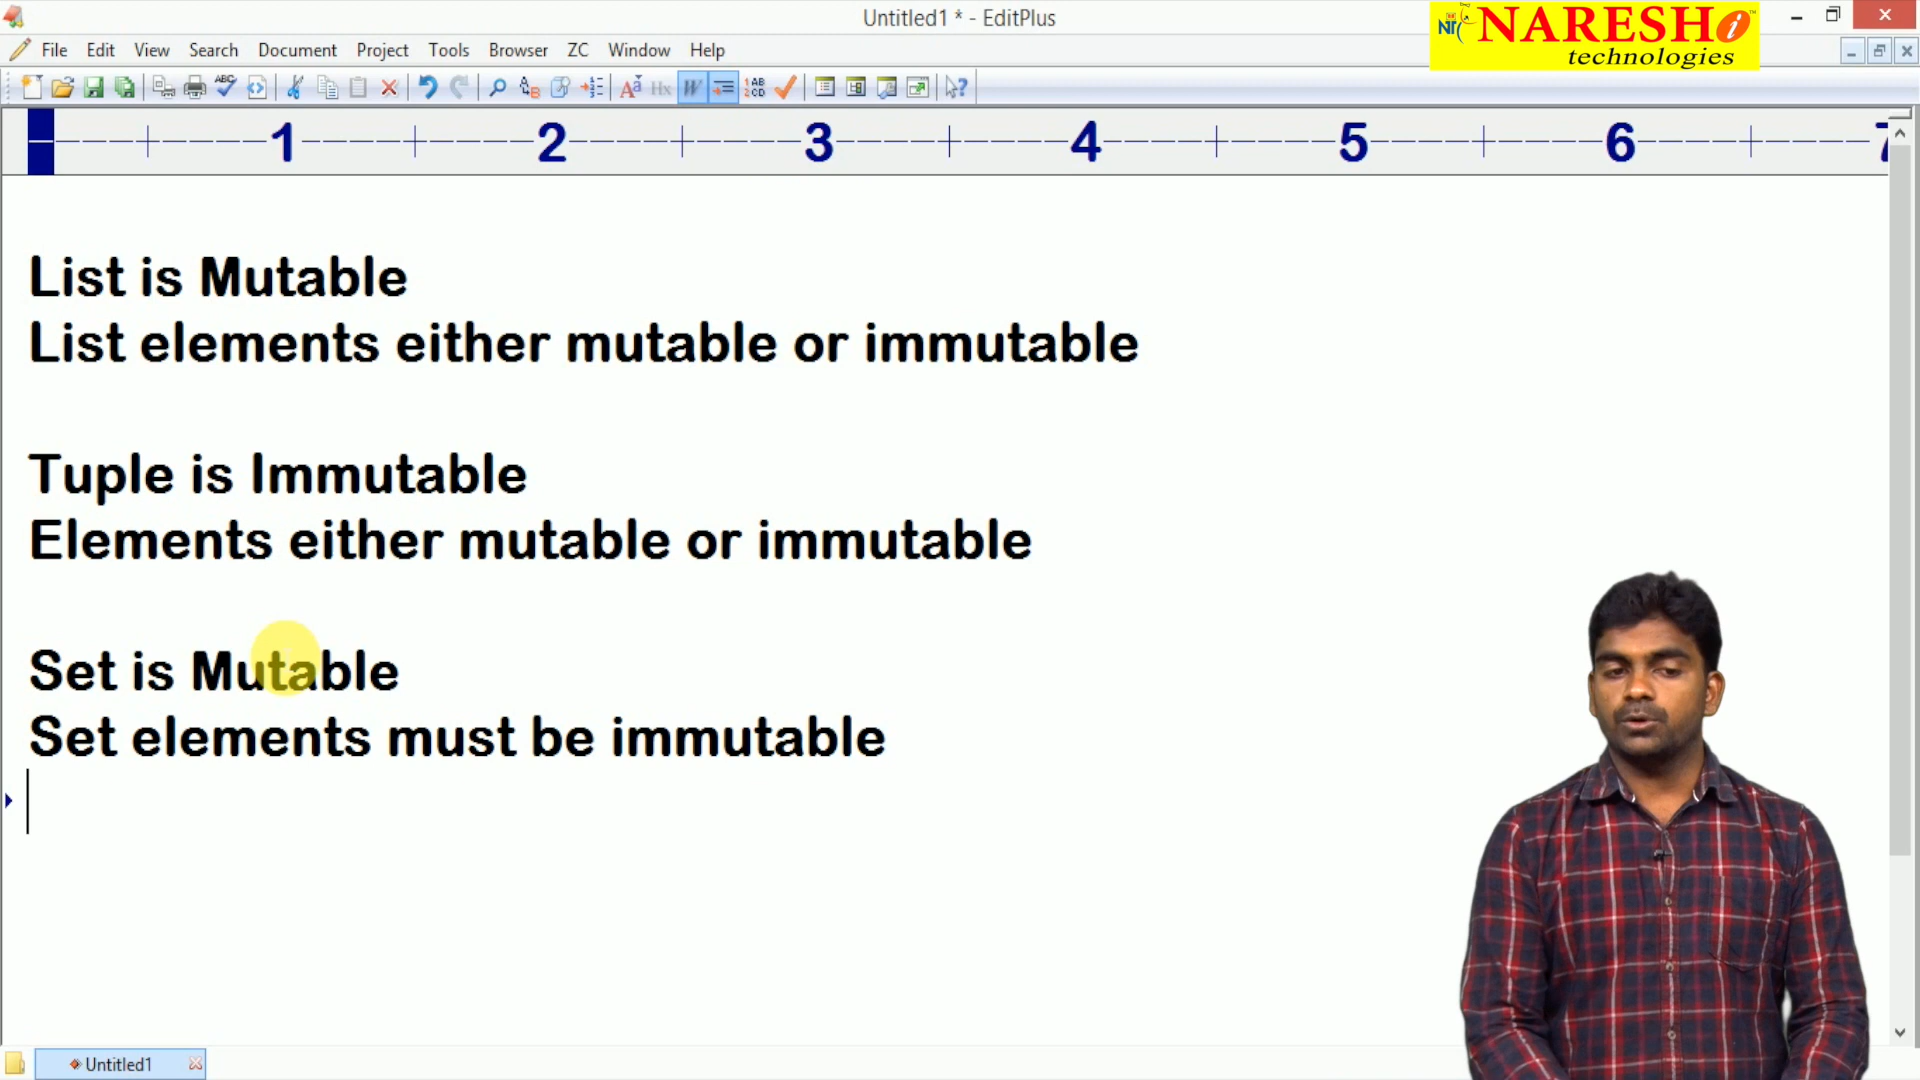 Untitled1 * - EditPlus
NARESH i
technologies
File Edit View Search Document Project Tools Browser ZC Window Help
1 2 3 4 5 6 7
List is Mutable
List elements either mutable or immutable
Tuple is Immutable
Elements either mutable or immutable
Set is Mutable
Set elements must be immutable
Untitled1